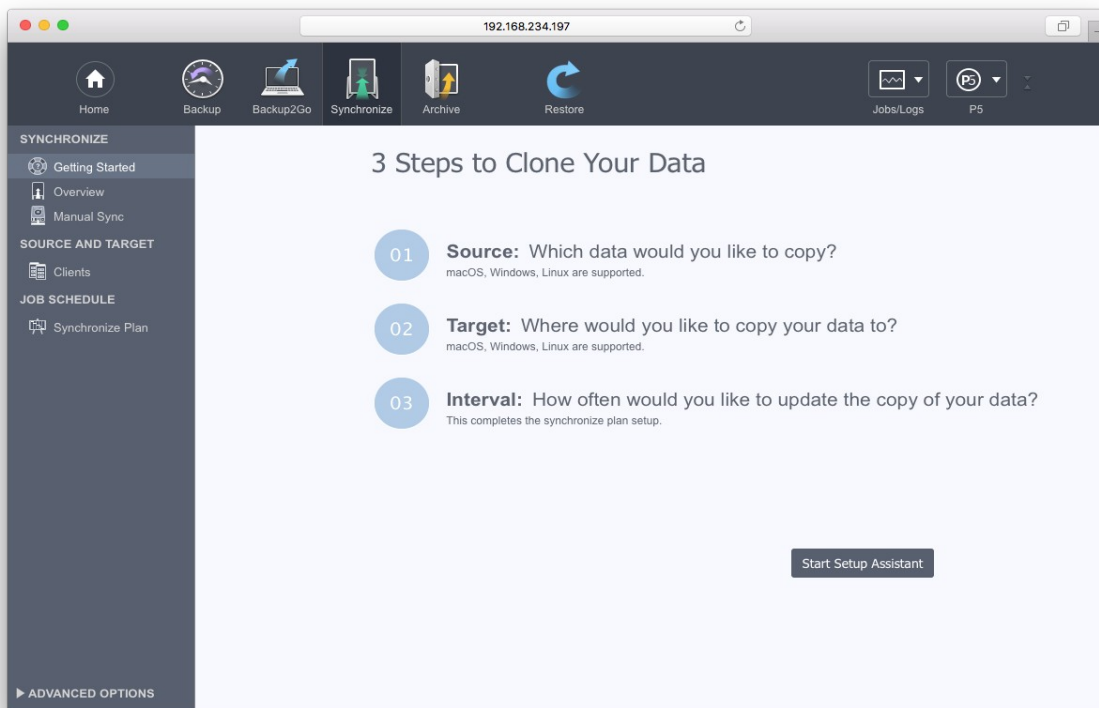 192.168.234.197
Home
Backup
Backup2Go
Synchronize
Archive
Restore
Jobs/Logs
P5
P5
SYNCHRONIZE
Getting Started
Overview
Manual Sync
SOURCE AND TARGET
Clients
JOB SCHEDULE
Synchronize Plan
ADVANCED OPTIONS
3 Steps to Clone Your Data
01
Source: Which data would you like to copy?
macOS, Windows, Linux are supported.
02
Target: Where would you like to copy your data to?
macOS, Windows, Linux are supported.
03
Interval: How often would you like to update the copy of your data?
This completes the synchronize plan setup.
Start Setup Assistant